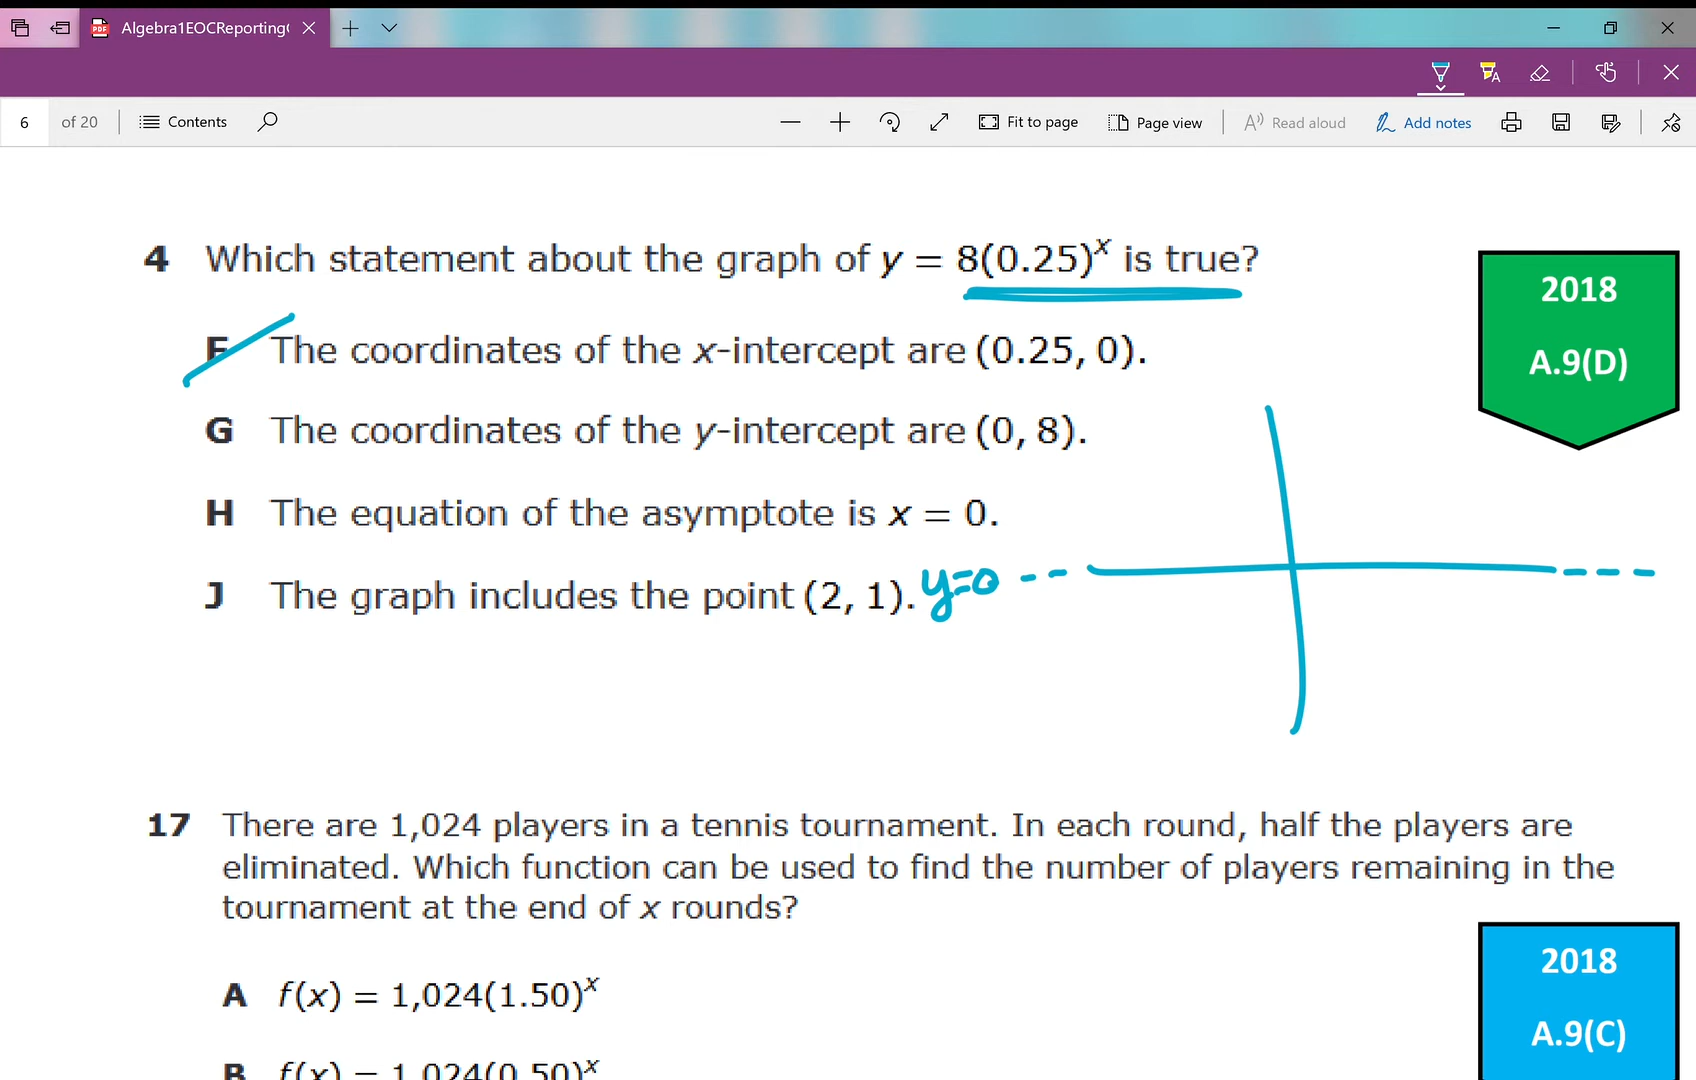 Algebra1EOCReporting(
6 of 20 Contents Fit to page Page view Read aloud Add notes
4 Which statement about the graph of y = 8(0.25)^x is true?
F The coordinates of the x-intercept are (0.25, 0).
G The coordinates of the y-intercept are (0, 8).
H The equation of the asymptote is x = 0.
J The graph includes the point (2, 1).
y=0
2018
A.9(D)
17 There are 1,024 players in a tennis tournament. In each round, half the players are
eliminated. Which function can be used to find the number of players remaining in the
tournament at the end of x rounds?
A f(x) = 1,024(1.50)^x
B f(x) = 1,024(0.50)^x
2018
A.9(C)